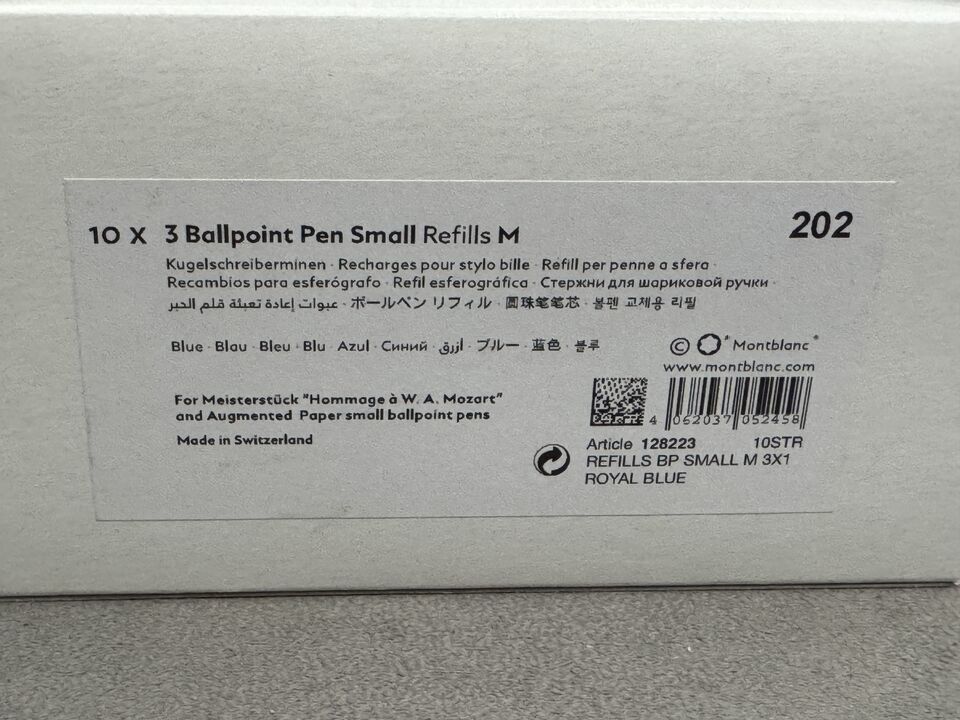 10 X 3 Ballpoint Pen Small Refills M
202
Kugelschreiberminen · Recharges pour stylo bille · Refill per penne a sfera ·
Recambios para esferógrafo · Refil esferográfica · Стержни для шариковой ручки ·
عبوات إعادة تعبئة قلم الحبر · ボールペン リフィル · 圆珠笔笔芯 · 볼펜 교체용 리필
Blue · Blau · Bleu · Blu · Azul · Синий · أزرق · ブルー · 蓝色 · 블루
© Montblanc®
www.montblanc.com
For Meisterstück "Hommage à W. A. Mozart"
and Augmented Paper small ballpoint pens
Made in Switzerland
4 062037 052458
Article 128223 10STR
REFILLS BP SMALL M 3X1
ROYAL BLUE